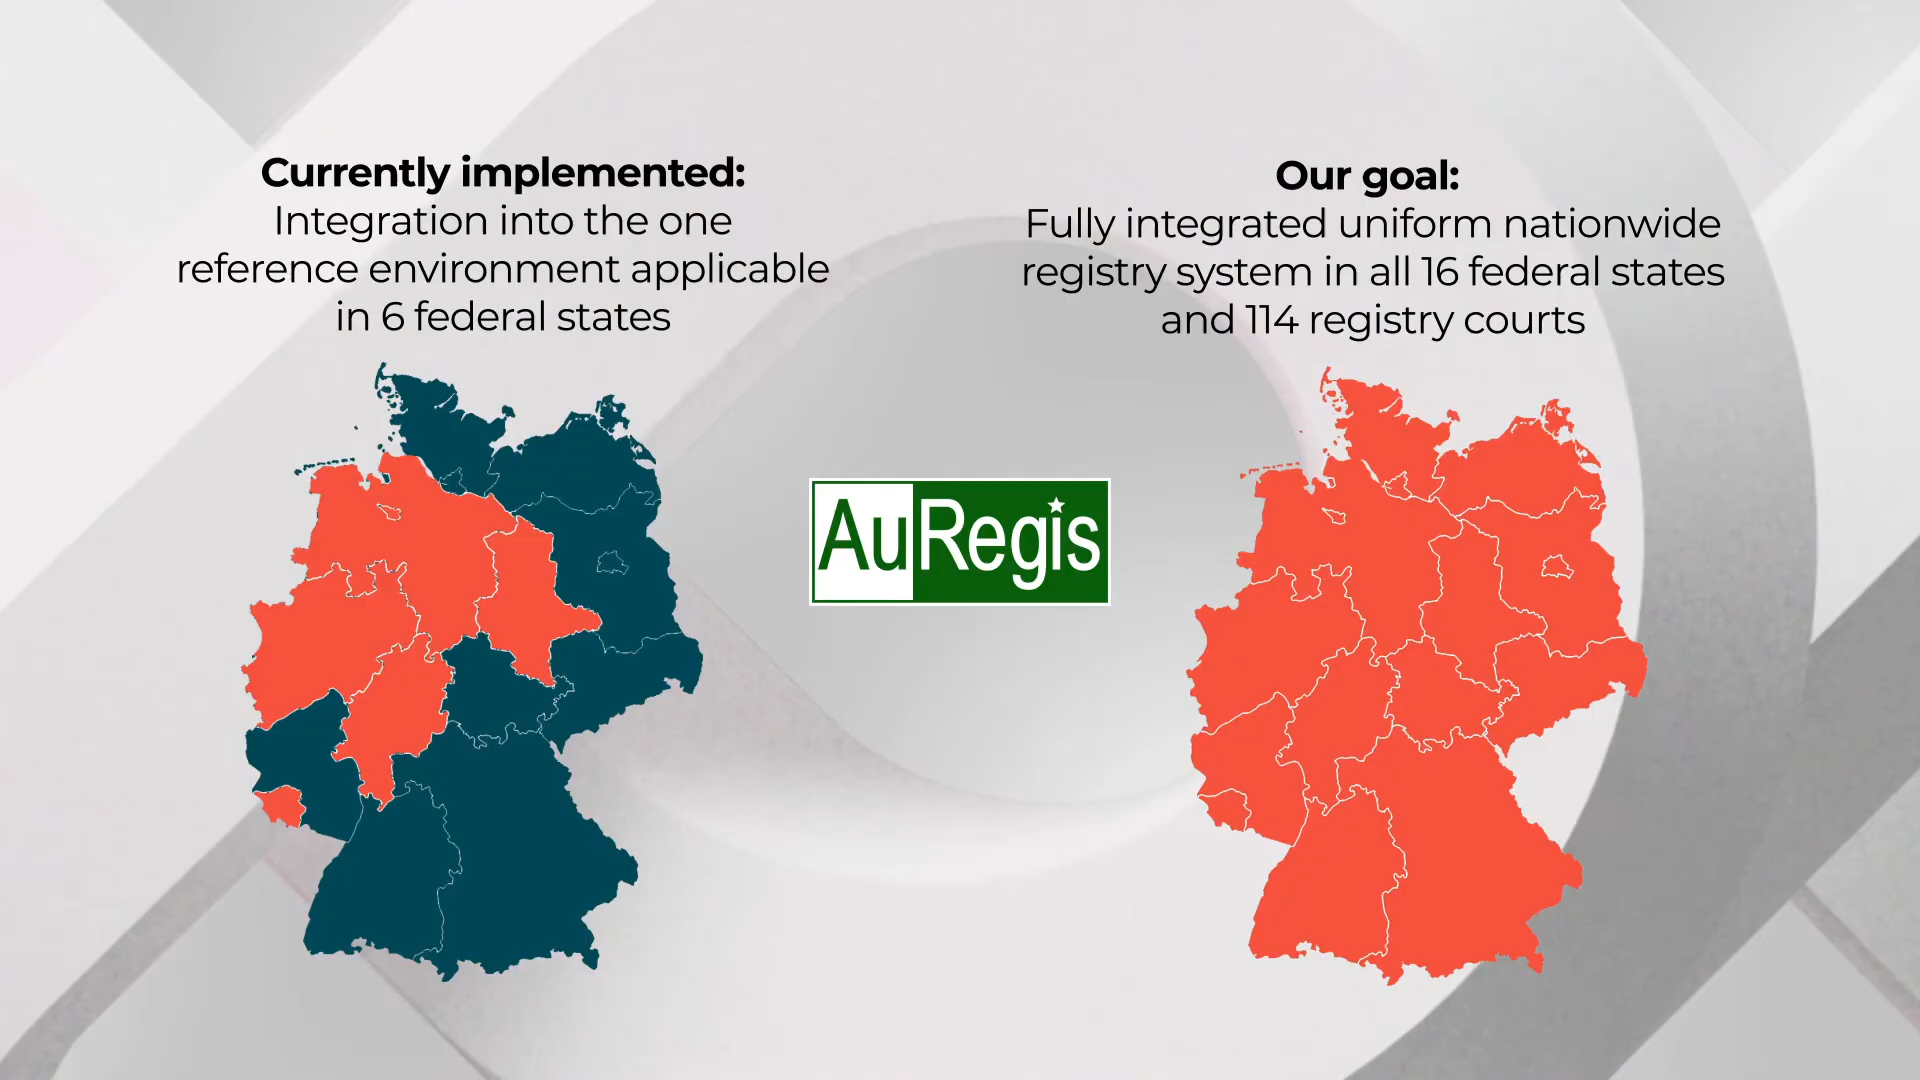 Currently implemented:
Integration into the one
reference environment applicable
in 6 federal states
Our goal:
Fully integrated uniform nationwide
registry system in all 16 federal states
and 114 registry courts
AuRegis